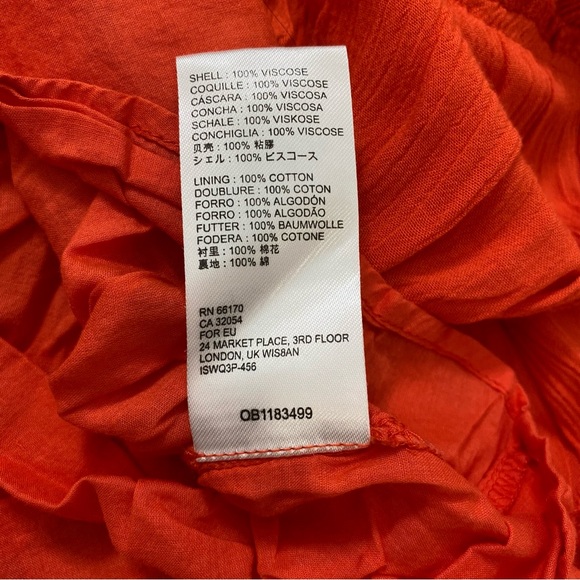 SHELL : 100% VISCOSE
COQUILLE : 100% VISCOSE
CÁSCARA : 100% VISCOSA
CONCHA : 100% VISCOSA
SCHALE : 100% VISKOSE
CONCHIGLIA : 100% VISCOSE
贝壳 : 100% 粘膠
シェル : 100% ビスコース
LINING : 100% COTTON
DOUBLURE : 100% COTON
FORRO : 100% ALGODÓN
FORRO : 100% ALGODÃO
FUTTER : 100% BAUMWOLLE
FODERA : 100% COTONE
衬里 : 100% 棉花
裏地 : 100% 綿
RN 66170
CA 32054
FOR EU
24 MARKET PLACE, 3RD FLOOR
LONDON, UK WIS8AN
ISWQ3P-456
OB1183499